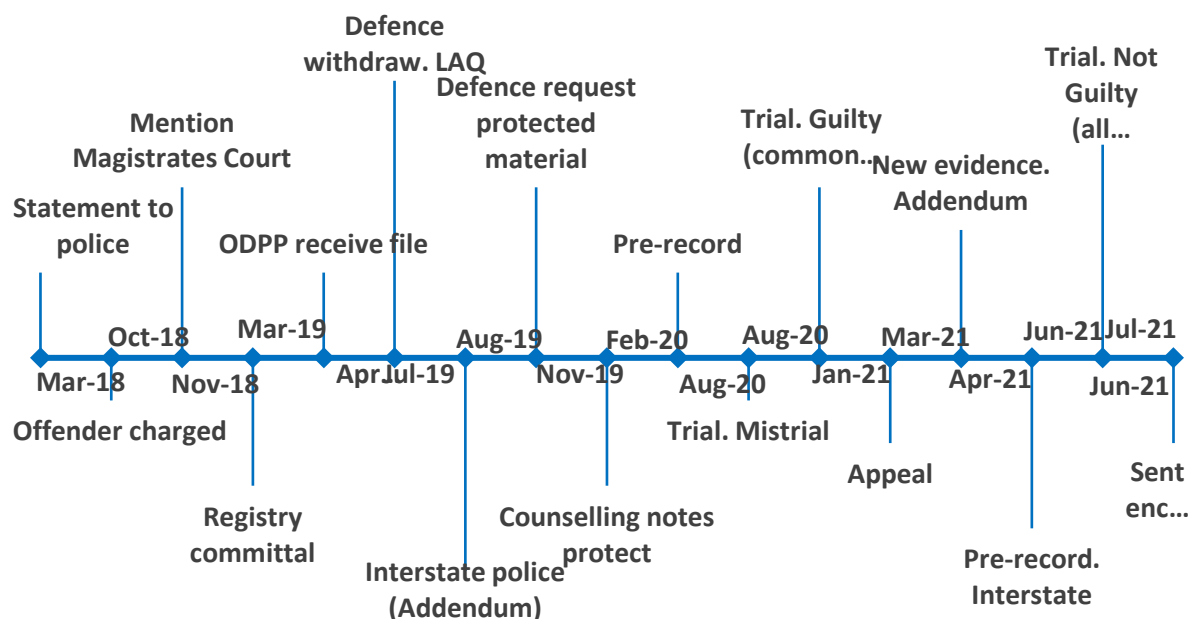 Defence
withdraw. LAQ
Trial. Not
Guilty
(all…
Defence request
protected
material
Mention
Magistrates Court
Trial. Guilty
(common…
New evidence.
Addendum
Statement to
police
ODPP receive file
Pre-record
Oct-18
Mar-19
Aug-19
Feb-20
Aug-20
Mar-21
Jun-21
Jul-21
Mar-18
Nov-18
Jul-19
Nov-19
Aug-20
Jan-21
Apr-21
Jun-21
Offender charged
Trial. Mistrial
Appeal
Sent
enc…
Registry
committal
Counselling notes
protect
Interstate police
(Addendum)
Pre-record.
Interstate